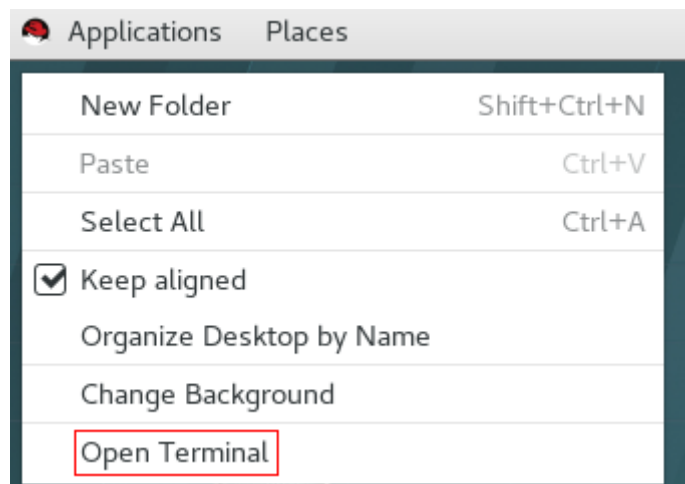 Applications Places
New Folder Shift+Ctrl+N
Paste Ctrl+V
Select All Ctrl+A
Keep aligned
Organize Desktop by Name
Change Background
Open Terminal